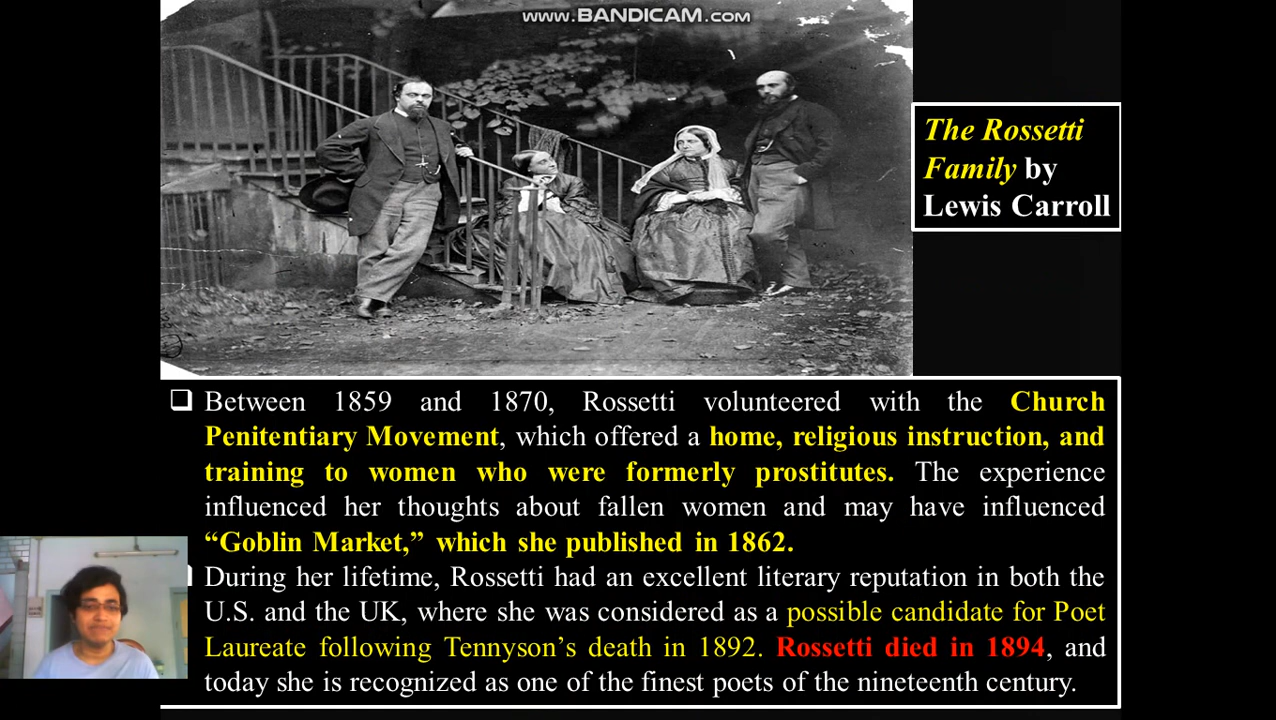 www.BANDICAM.com
The Rossetti
Family by
Lewis Carroll
Between 1859 and 1870, Rossetti volunteered with the Church
Penitentiary Movement, which offered a home, religious instruction, and
training to women who were formerly prostitutes. The experience
influenced her thoughts about fallen women and may have influenced
“Goblin Market,” which she published in 1862.
During her lifetime, Rossetti had an excellent literary reputation in both the
U.S. and the UK, where she was considered as a possible candidate for Poet
Laureate following Tennyson’s death in 1892. Rossetti died in 1894, and
today she is recognized as one of the finest poets of the nineteenth century.